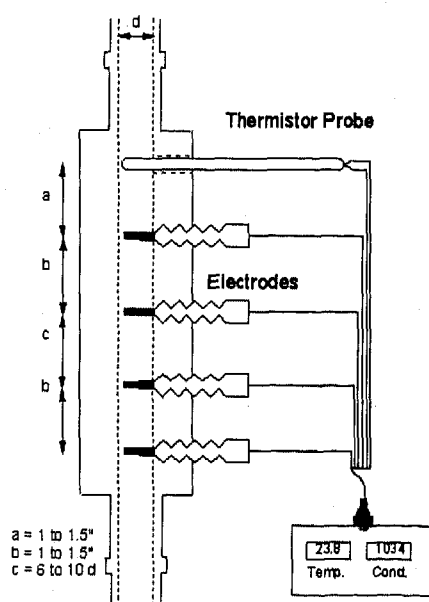 d
Thermistor Probe
a
b
Electrodes
c
b
a = 1 to 1.5"
b = 1 to 1.5"
c = 6 to 10 d
23.8 1034
Temp. Cond.